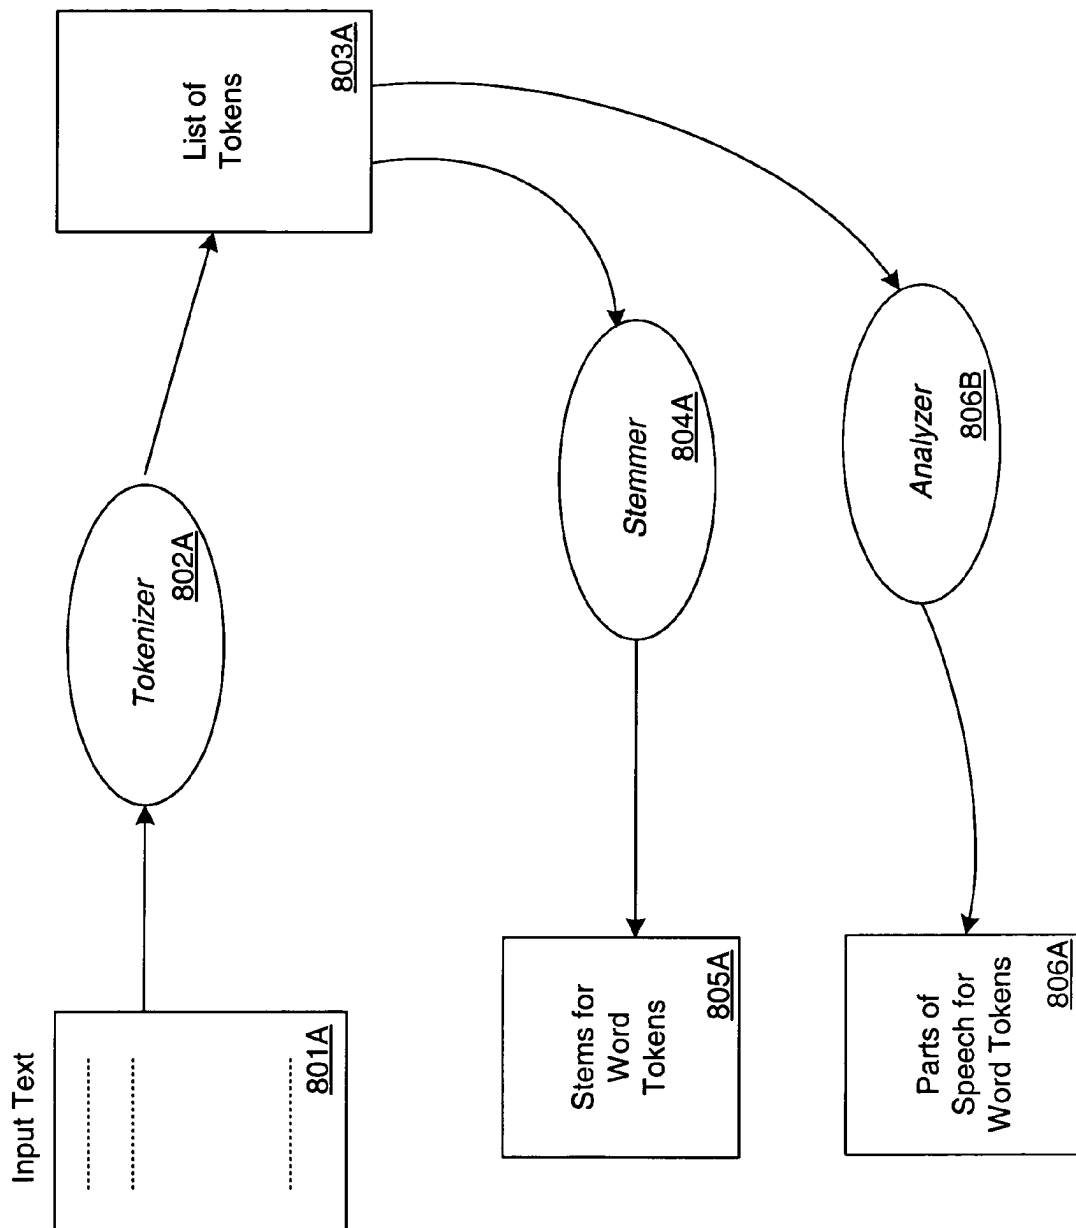 Input Text
801A
Tokenizer
802A
List of
Tokens
803A
Stemmer
804A
Stems for
Word
Tokens
805A
Analyzer
806B
Parts of
Speech for
Word Tokens
806A